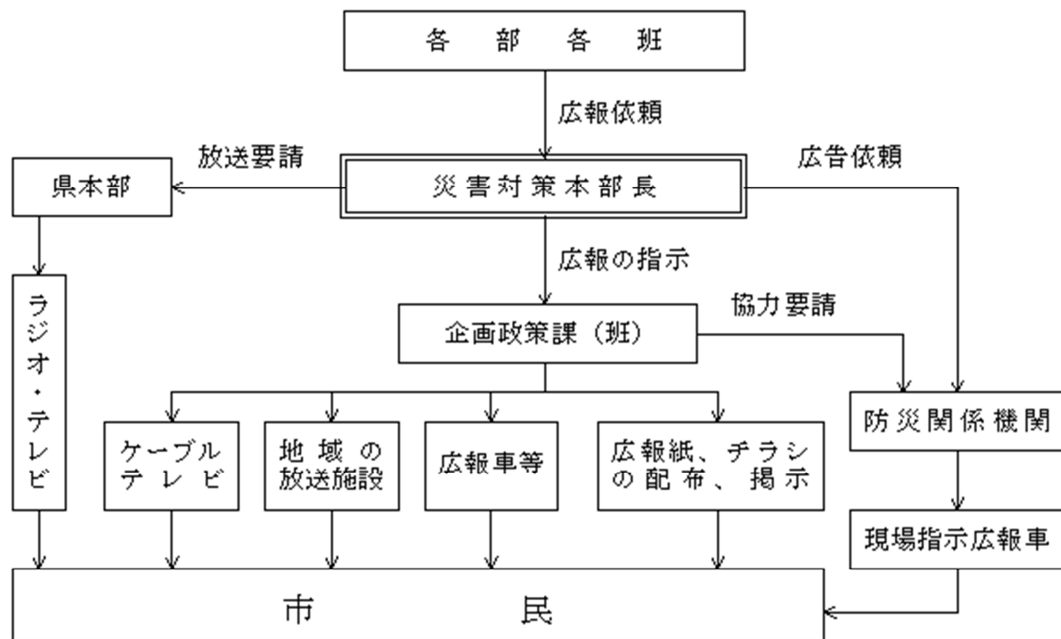 各部各班
広報依頼
放送要請
広告依頼
県本部
災害対策本部長
広報の指示
ラジオ・テレビ
協力要請
企画政策課（班）
防災関係機関
ケーブル
テレビ
地域の
放送施設
広報車等
広報紙、チラシ
の配布、掲示
現場指示広報車
市民